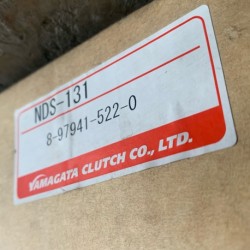 NDS-131
8-97941-522-0
YAMAGATA CLUTCH CO., LTD.